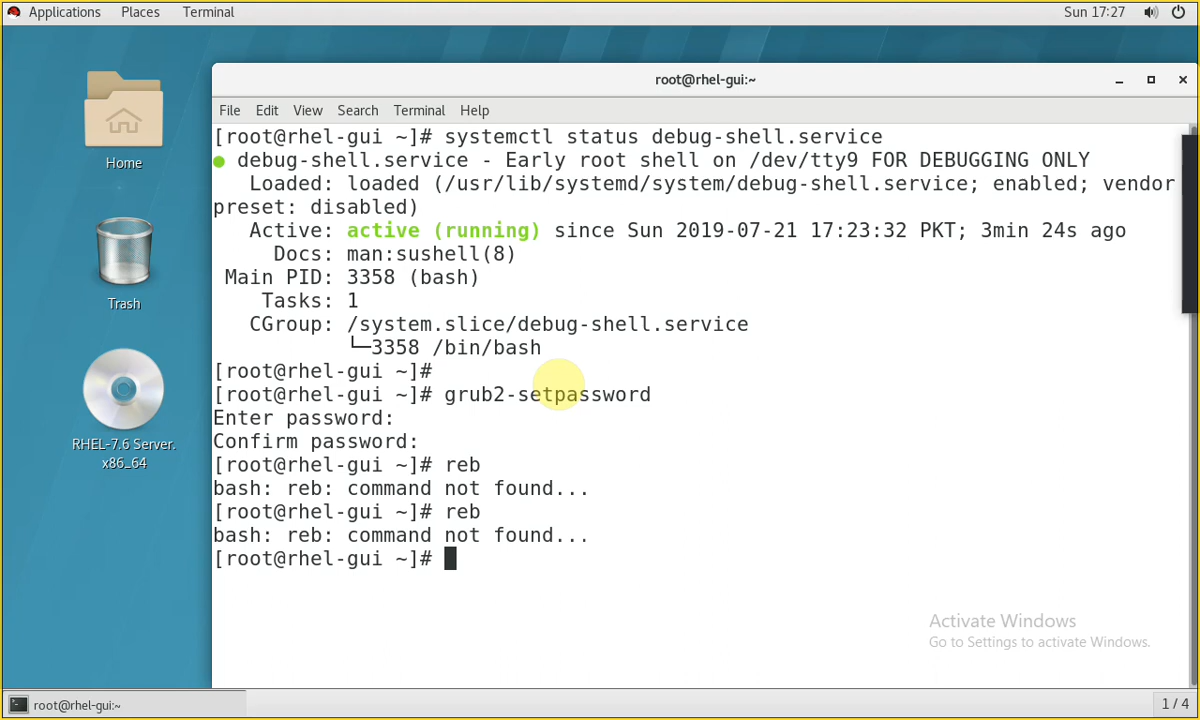 Applications Places Terminal Sun 17:27
root@rhel-gui:~
File Edit View Search Terminal Help
[root@rhel-gui ~]# systemctl status debug-shell.service
● debug-shell.service - Early root shell on /dev/tty9 FOR DEBUGGING ONLY
Loaded: loaded (/usr/lib/systemd/system/debug-shell.service; enabled; vendor
preset: disabled)
Active: active (running) since Sun 2019-07-21 17:23:32 PKT; 3min 24s ago
Docs: man:sushell(8)
Main PID: 3358 (bash)
Tasks: 1
CGroup: /system.slice/debug-shell.service
└─3358 /bin/bash
[root@rhel-gui ~]#
[root@rhel-gui ~]# grub2-setpassword
Enter password:
Confirm password:
[root@rhel-gui ~]# reb
bash: reb: command not found...
[root@rhel-gui ~]# reb
bash: reb: command not found...
[root@rhel-gui ~]#
Home
Trash
RHEL-7.6 Server.
x86_64
Activate Windows
Go to Settings to activate Windows.
root@rhel-gui:~ 1 / 4